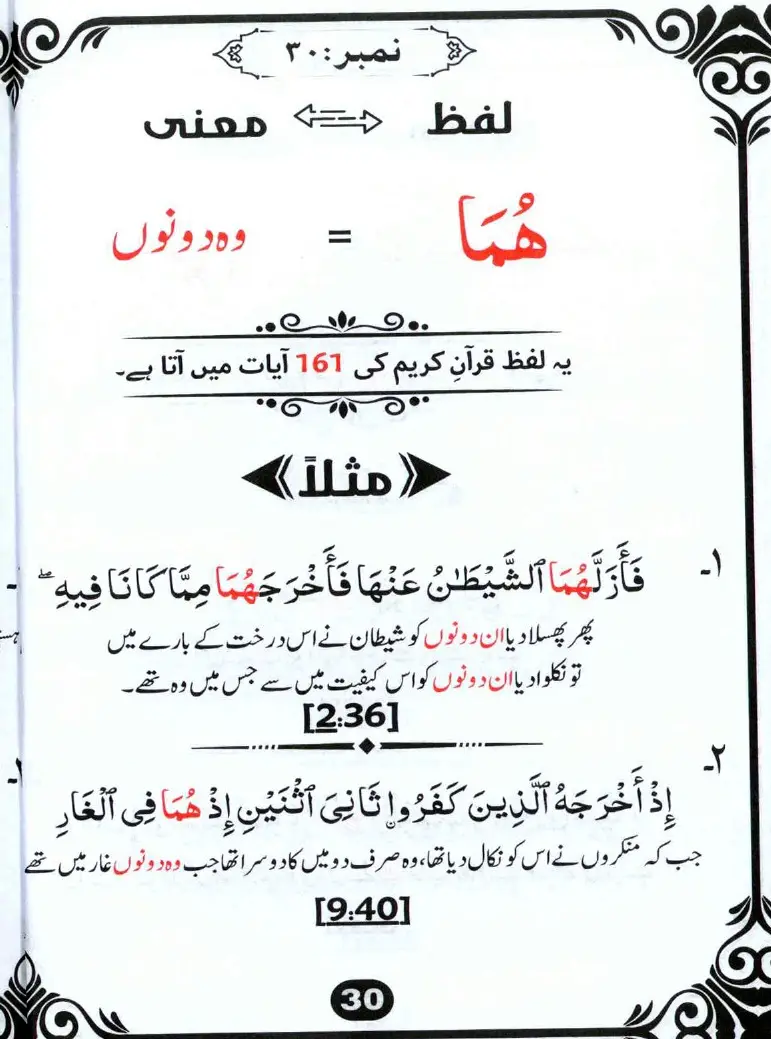 نمبر: ۳۰
لفظ معنی
هُمَا = وہ دونوں
یہ لفظ قرآنِ کریم کی 161 آیات میں آتا ہے۔
مثلاً
۱۔ فَأَزَلَّهُمَا ٱلشَّيْطَـٰنُ عَنْهَا فَأَخْرَجَهُمَا مِمَّا كَانَا فِيهِ ۖ
پھر پھسلا دیا ان دونوں کو شیطان نے اس درخت کے بارے میں
تو نکلوا دیا ان دونوں کو اس کیفیت میں سے جس میں وہ تھے۔
[2:36]
۲۔ إِذْ أَخْرَجَهُ ٱلَّذِينَ كَفَرُوا۟ ثَانِىَ ٱثْنَيْنِ إِذْ هُمَا فِى ٱلْغَارِ
جب کہ منکروں نے اس کو نکال دیا تھا، وہ صرف دو میں کا دوسرا تھا جب وہ دونوں غار میں تھے
[9:40]
30